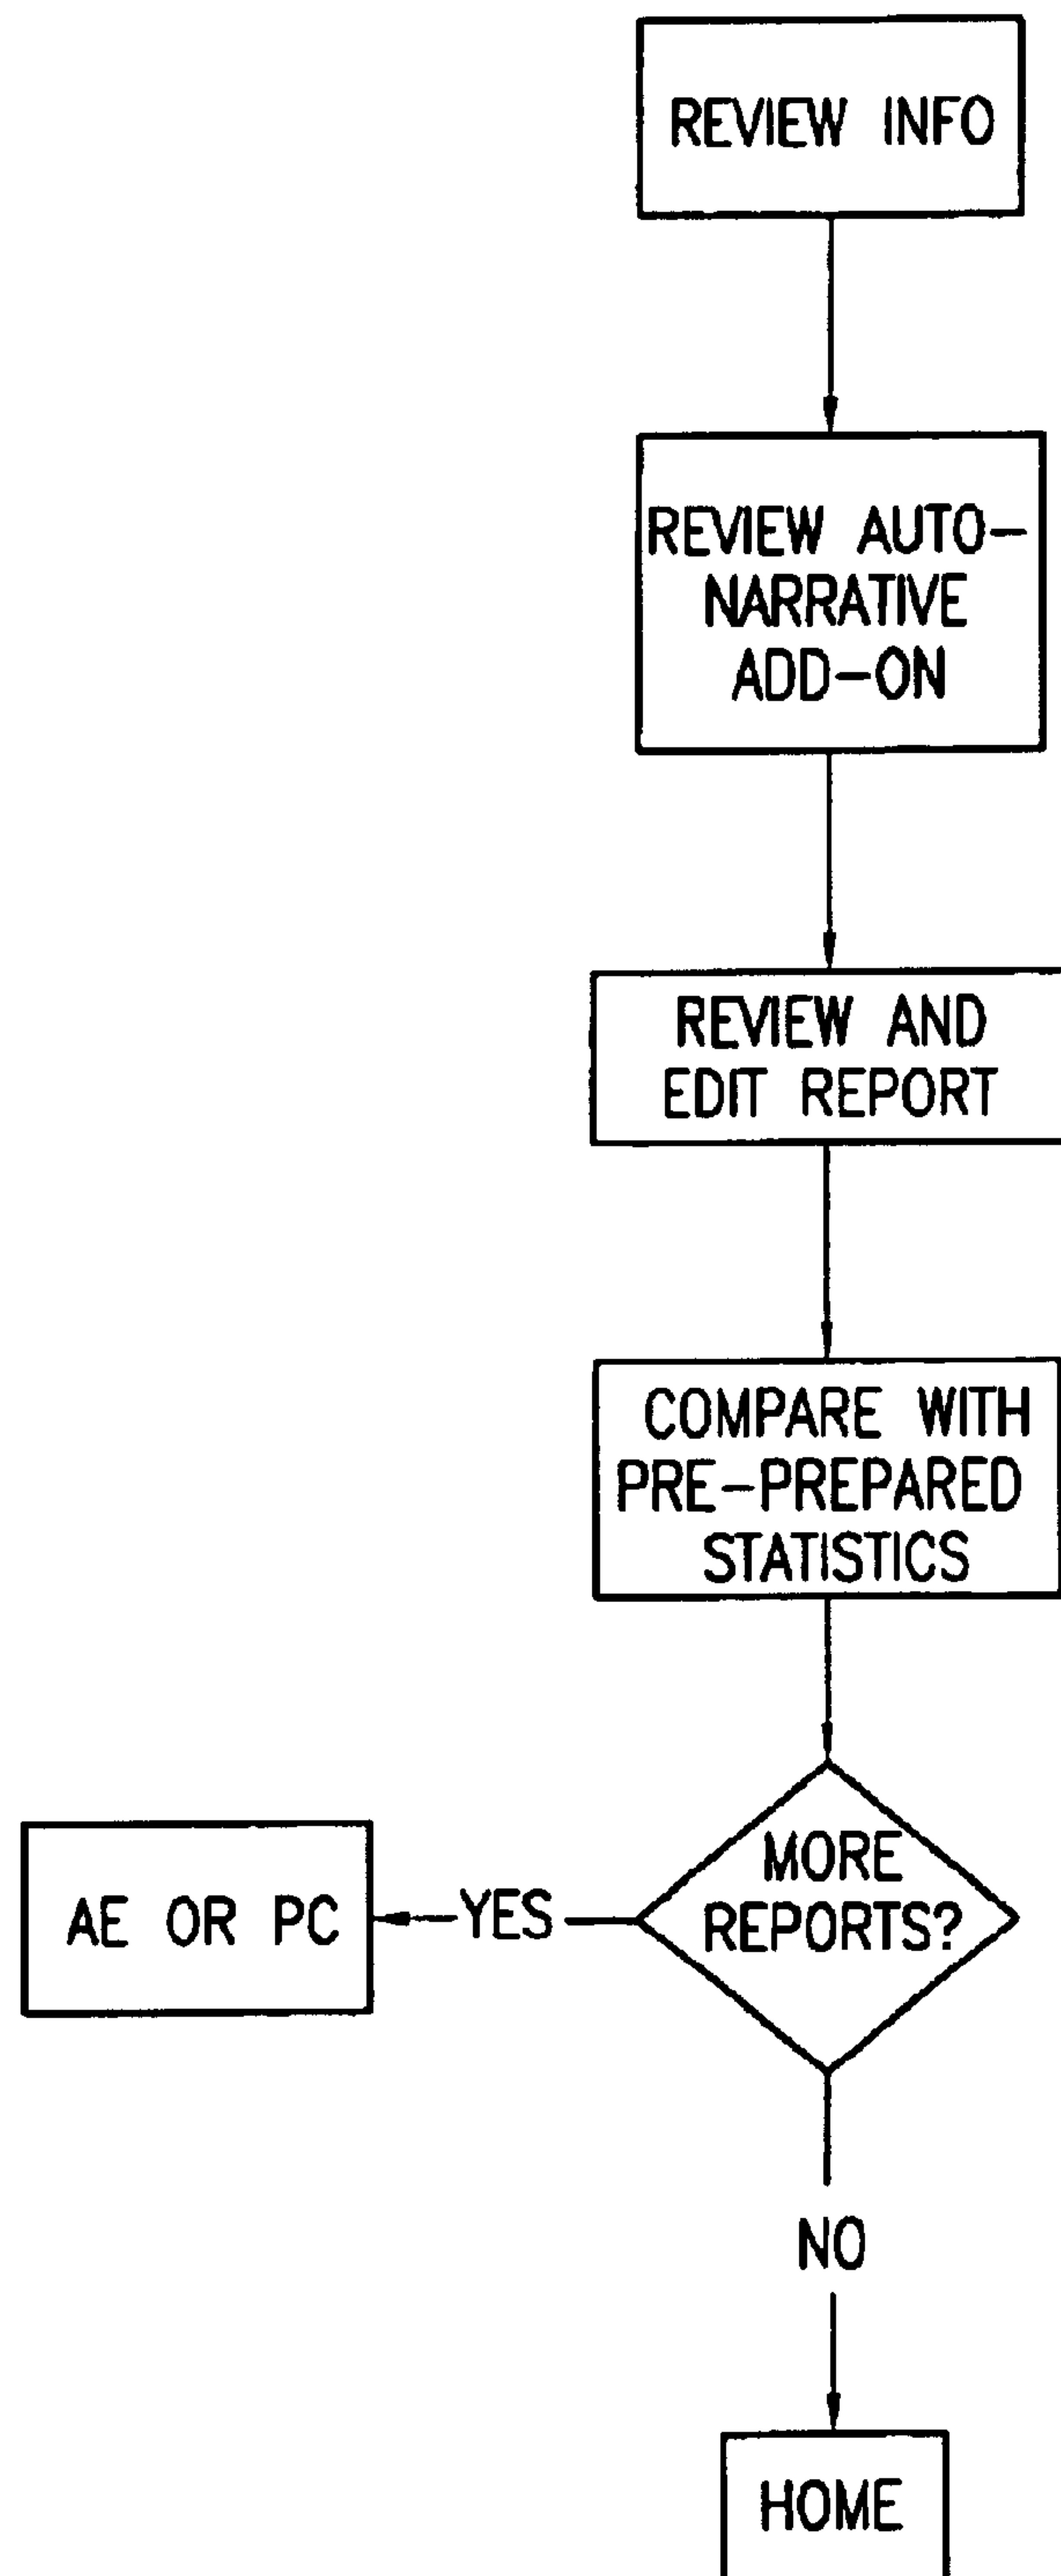 REVIEW INFO
REVIEW AUTO-
NARRATIVE
ADD-ON
REVIEW AND
EDIT REPORT
COMPARE WITH
PRE-PREPARED
STATISTICS
MORE
REPORTS?
AE OR PC
YES
NO
HOME